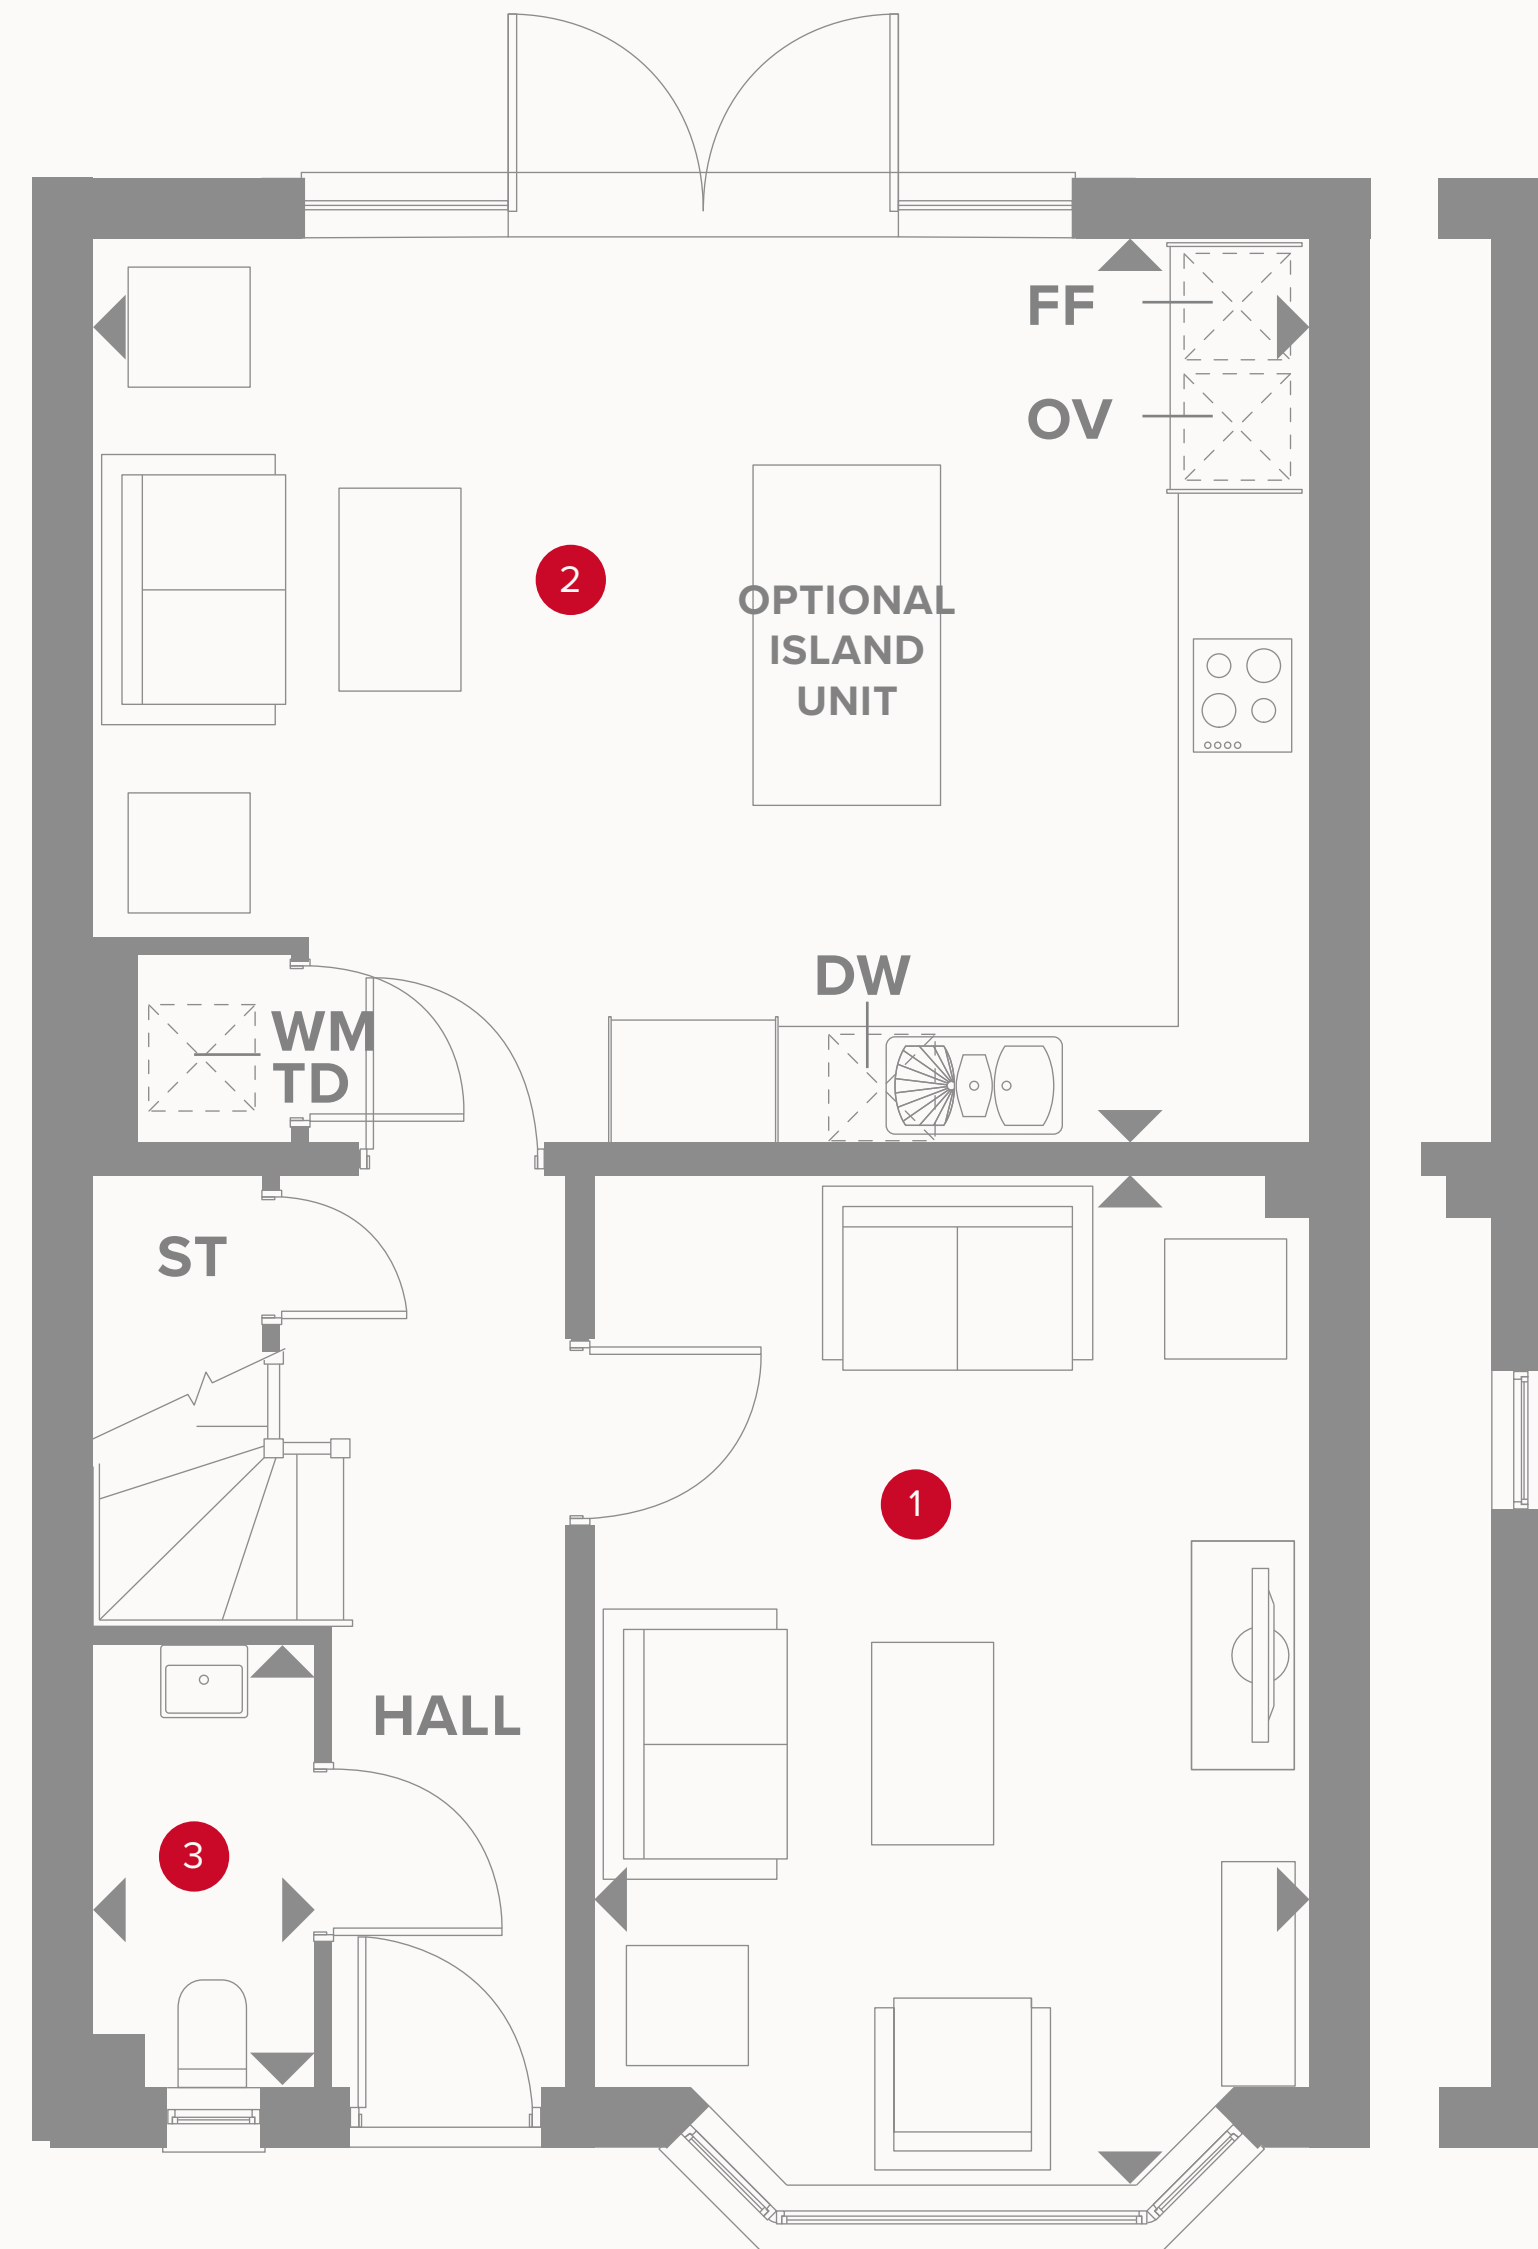 FF
OV
2
OPTIONAL
ISLAND
UNIT
DW
WM
TD
ST
1
HALL
3